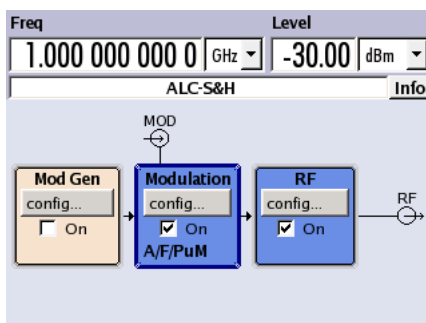 Freq Level
1.000 000 000 0 GHz -30.00 dBm
ALC-S&H Info
MOD
Mod Gen Modulation RF
config... config... config... RF
On On On
A/F/PuM